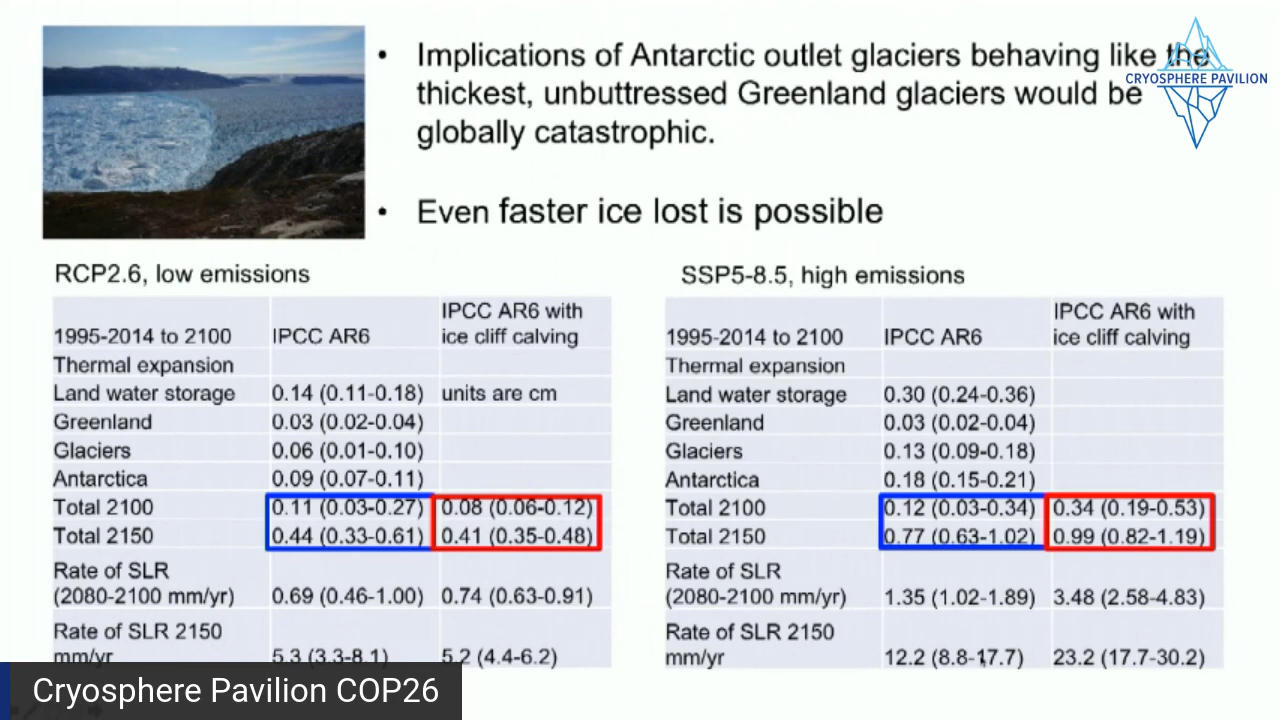 • Implications of Antarctic outlet glaciers behaving like the
thickest, unbuttressed Greenland glaciers would be
globally catastrophic.
• Even faster ice lost is possible
CRYOSPHERE PAVILION
RCP2.6, low emissions
1995-2014 to 2100 IPCC AR6 IPCC AR6 with ice cliff calving
Thermal expansion
Land water storage 0.14 (0.11-0.18) units are cm
Greenland 0.03 (0.02-0.04)
Glaciers 0.06 (0.01-0.10)
Antarctica 0.09 (0.07-0.11)
Total 2100 0.11 (0.03-0.27) 0.08 (0.06-0.12)
Total 2150 0.44 (0.33-0.61) 0.41 (0.35-0.48)
Rate of SLR
(2080-2100 mm/yr) 0.69 (0.46-1.00) 0.74 (0.63-0.91)
Rate of SLR 2150
mm/yr 5.3 (3.3-8.1) 5.2 (4.4-6.2)
SSP5-8.5, high emissions
1995-2014 to 2100 IPCC AR6 IPCC AR6 with ice cliff calving
Thermal expansion
Land water storage 0.30 (0.24-0.36)
Greenland 0.03 (0.02-0.04)
Glaciers 0.13 (0.09-0.18)
Antarctica 0.18 (0.15-0.21)
Total 2100 0.12 (0.03-0.34) 0.34 (0.19-0.53)
Total 2150 0.77 (0.63-1.02) 0.99 (0.82-1.19)
Rate of SLR
(2080-2100 mm/yr) 1.35 (1.02-1.89) 3.48 (2.58-4.83)
Rate of SLR 2150
mm/yr 12.2 (8.8-17.7) 23.2 (17.7-30.2)
Cryosphere Pavilion COP26